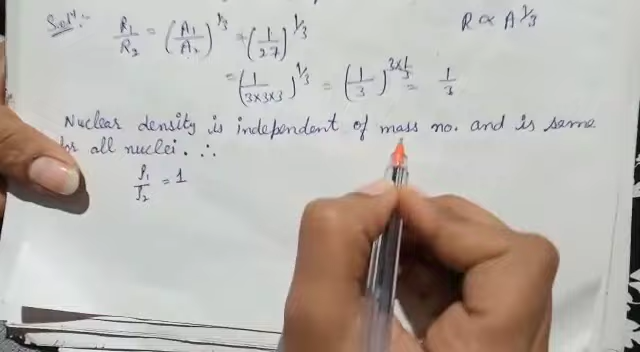 Solⁿ:- R₁/R₂ = (A₁/A₂)^1/3 = (1/27)^1/3 R ∝ A^1/3
= (1/3×3×3)^1/3 = (1/3)^3×1/3 = 1/3
Nuclear density is independent of mass no. and is same
for all nuclei. ∴
ρ₁/ρ₂ = 1